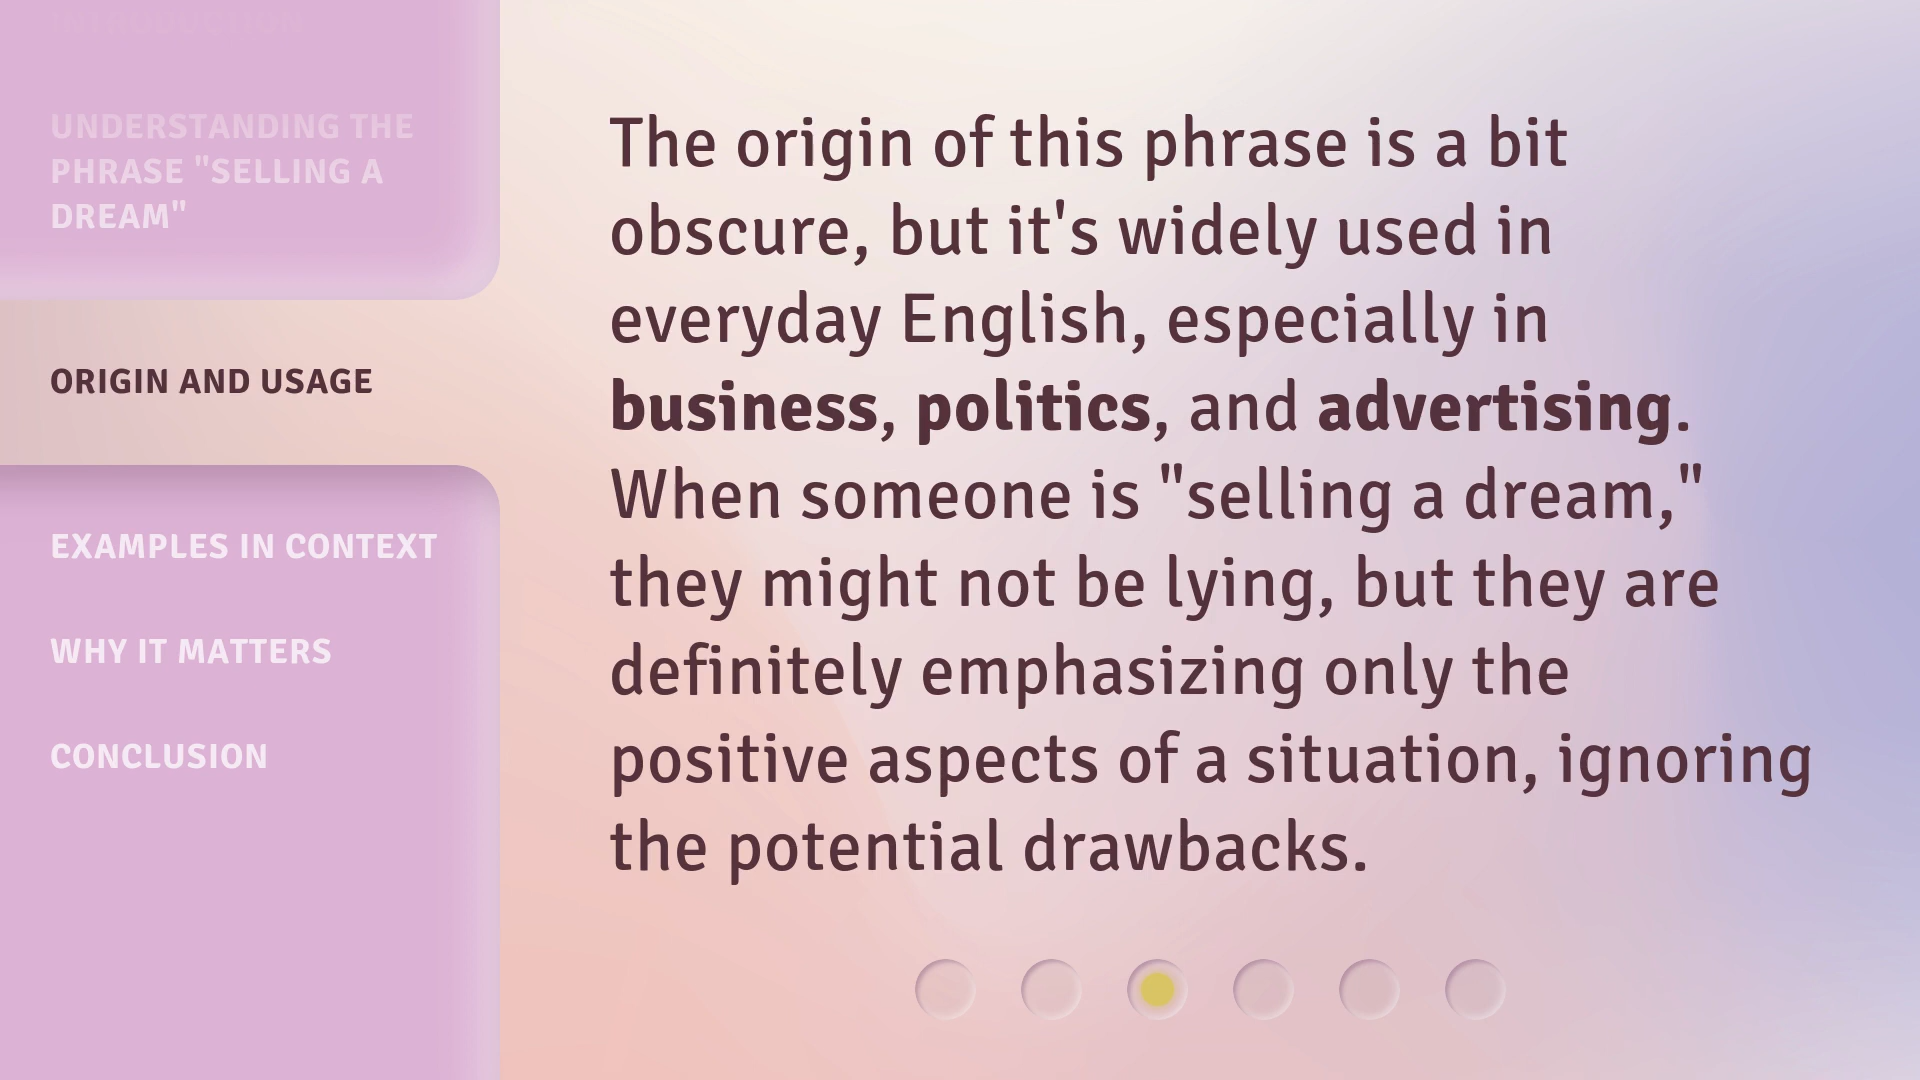 UNDERSTANDING THE
PHRASE "SELLING A
DREAM"
ORIGIN AND USAGE
EXAMPLES IN CONTEXT
WHY IT MATTERS
CONCLUSION
The origin of this phrase is a bit
obscure, but it's widely used in
everyday English, especially in
business, politics, and advertising.
When someone is "selling a dream,"
they might not be lying, but they are
definitely emphasizing only the
positive aspects of a situation, ignoring
the potential drawbacks.